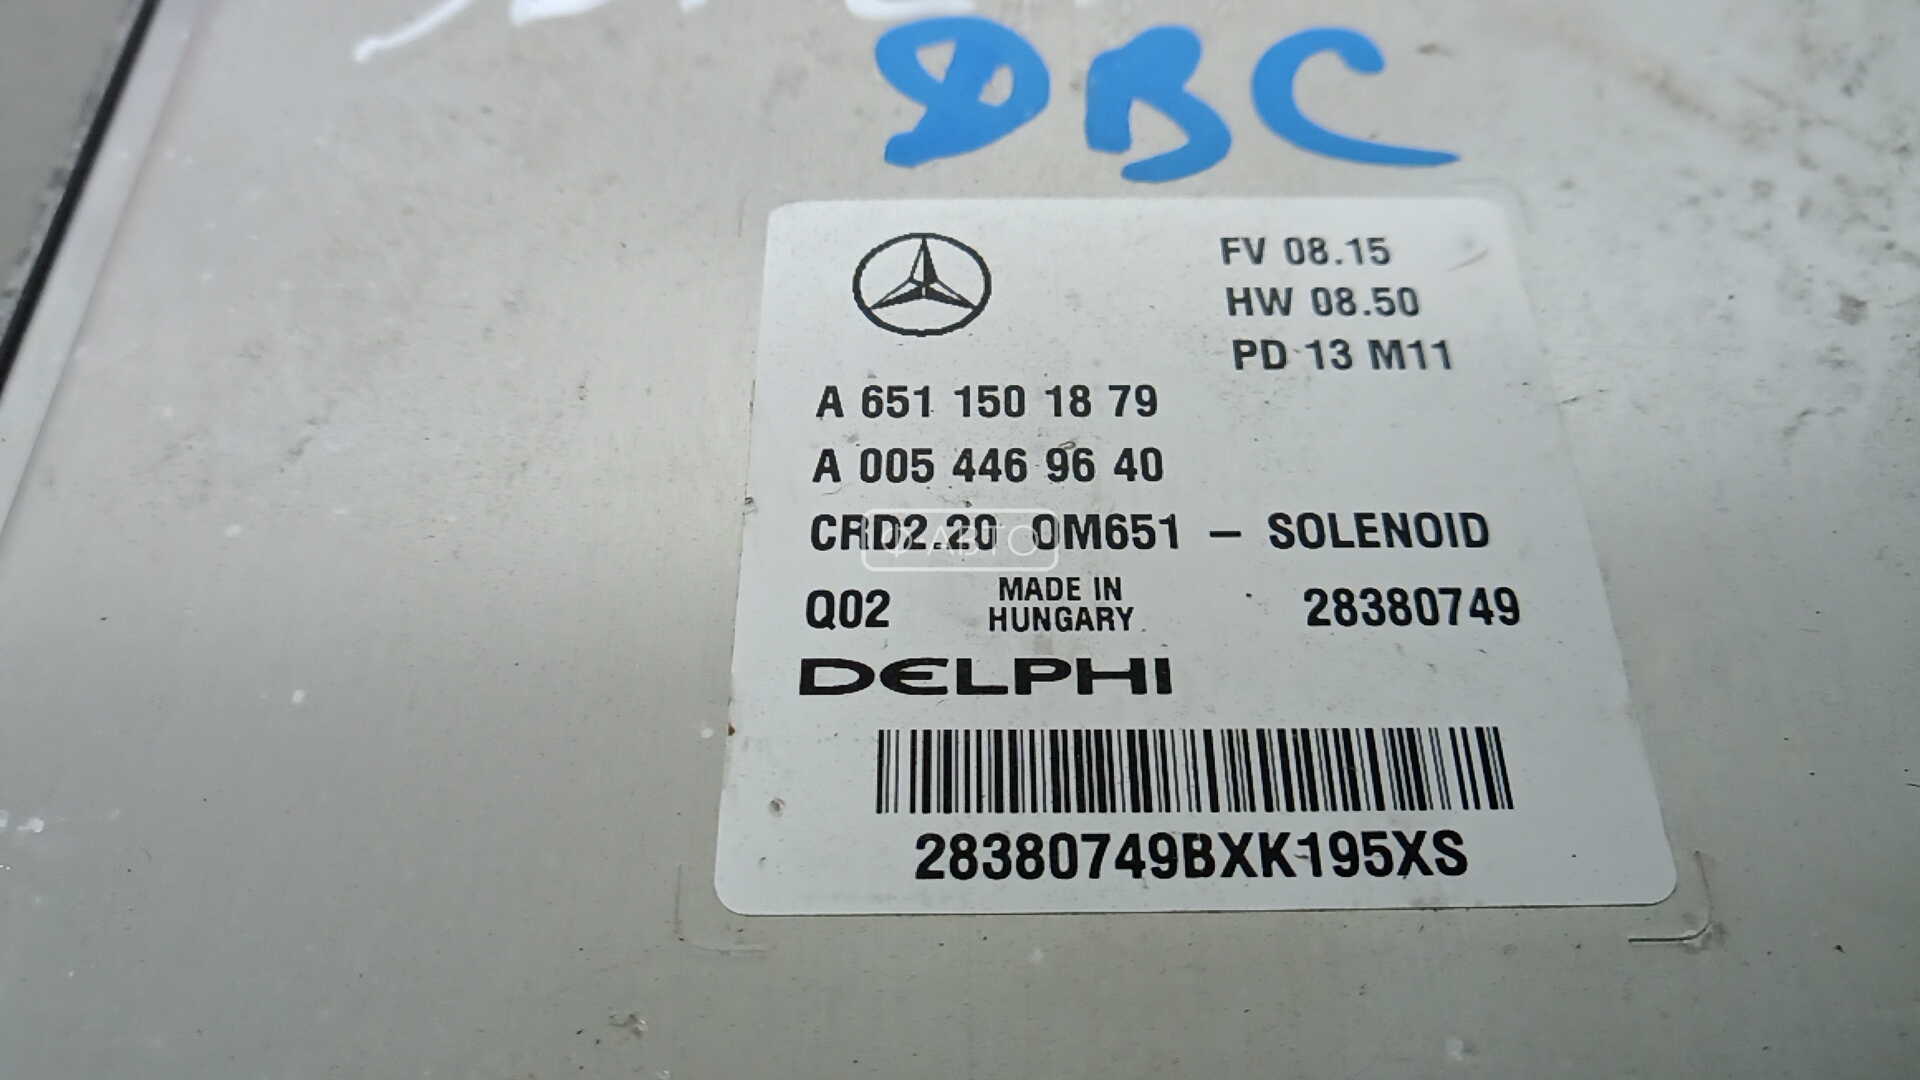 DBC
FV 08.15
HW 08.50
PD 13 M11
A 651 150 18 79
A 005 446 96 40
CRD2.20 OM651 – SOLENOID
Q02 MADE IN HUNGARY 28380749
DELPHI
28380749BXK195XS
АВТО